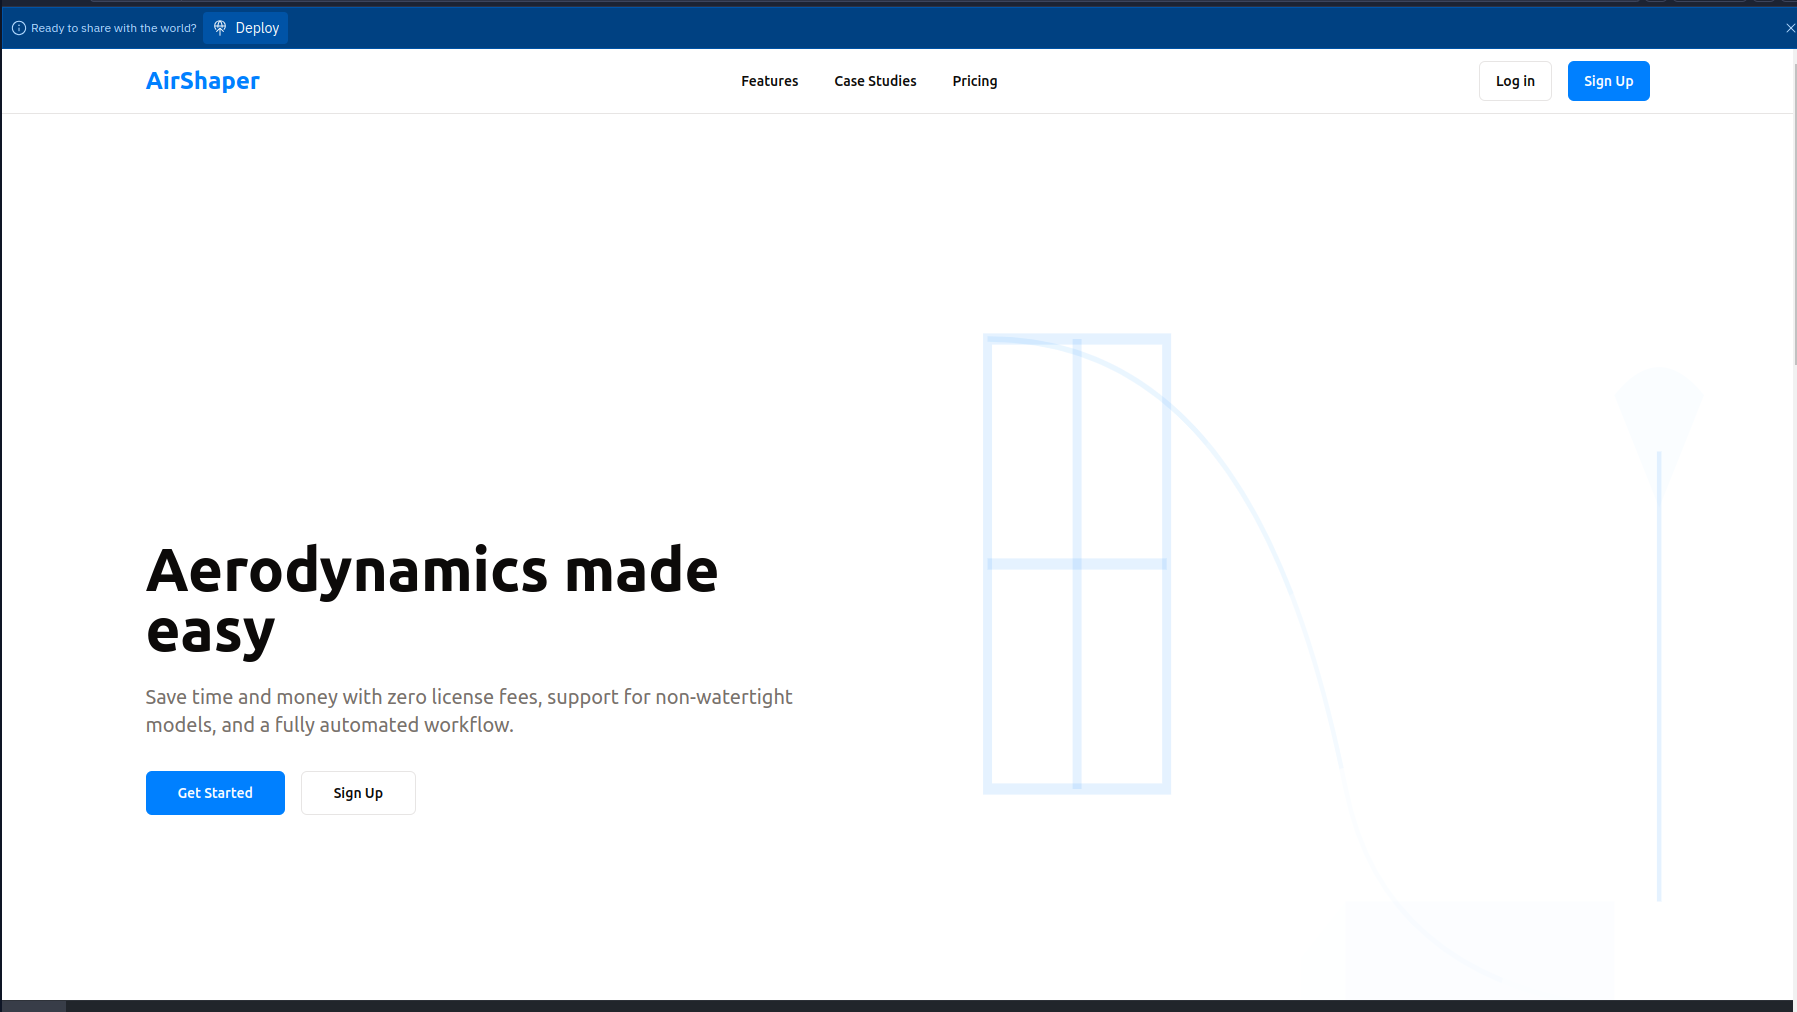 Ready to share with the world? Deploy
AirShaper Features Case Studies Pricing Log in Sign Up
Aerodynamics made
easy
Save time and money with zero license fees, support for non-watertight
models, and a fully automated workflow.
Get Started Sign Up